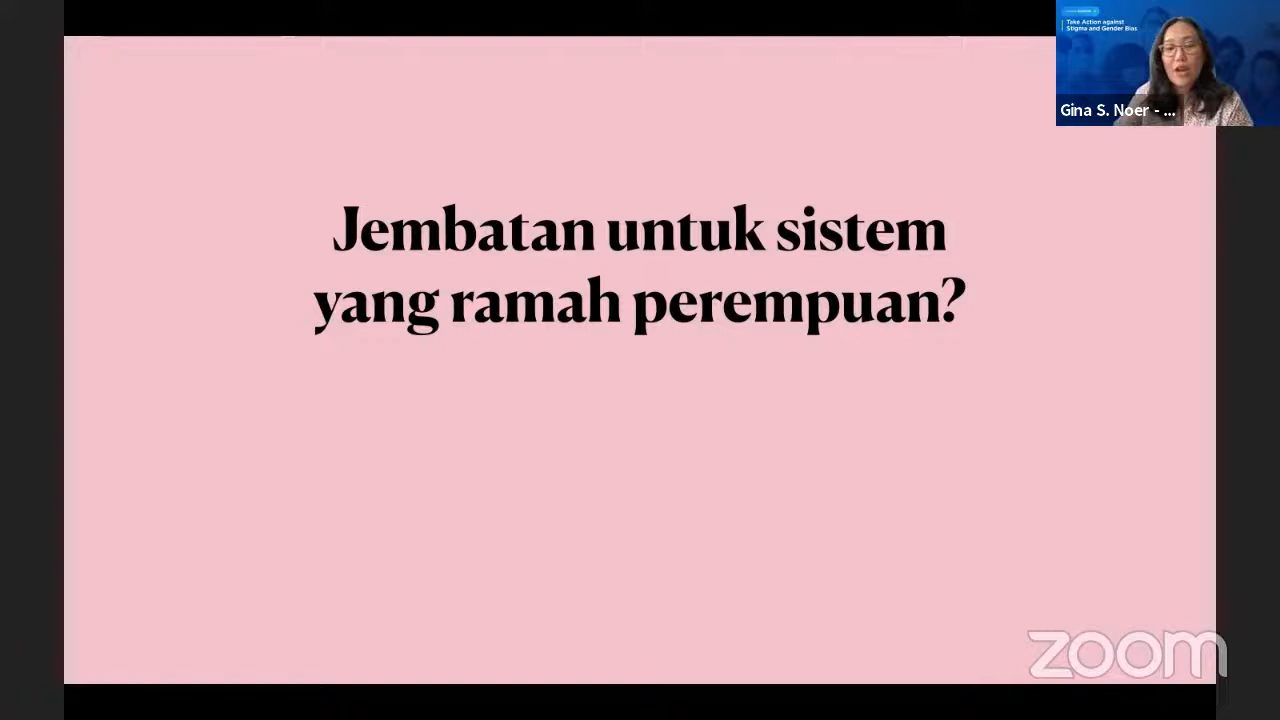 Take Action against
Stigma and Gender Bias
Gina S. Noer - ...
Jembatan untuk sistem
yang ramah perempuan?
zoom